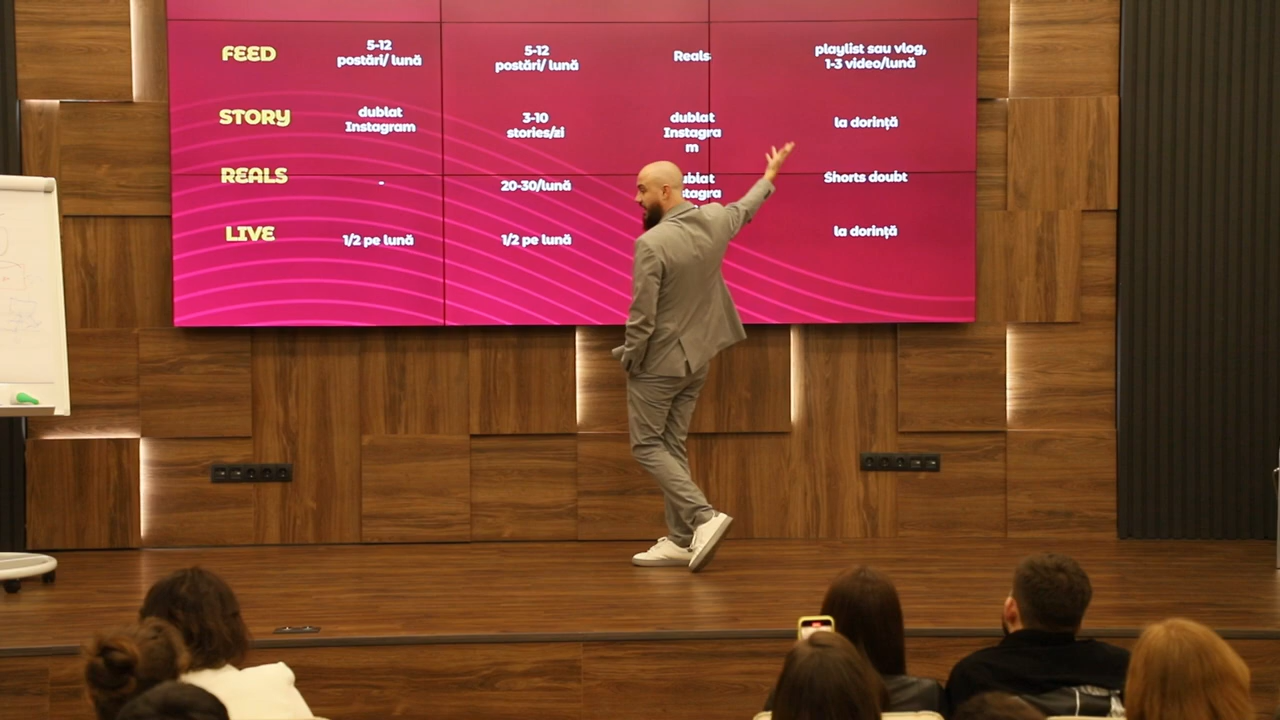 FEED
5-12
postări/ lună
5-12
postări/ lună
Reals
playlist sau vlog,
1-3 video/lună
STORY
dublat
Instagram
3-10
stories/zi
dublat
Instagra
m
la dorință
REALS
-
20-30/lună
Shorts doubt
LIVE
1/2 pe lună
1/2 pe lună
la dorință